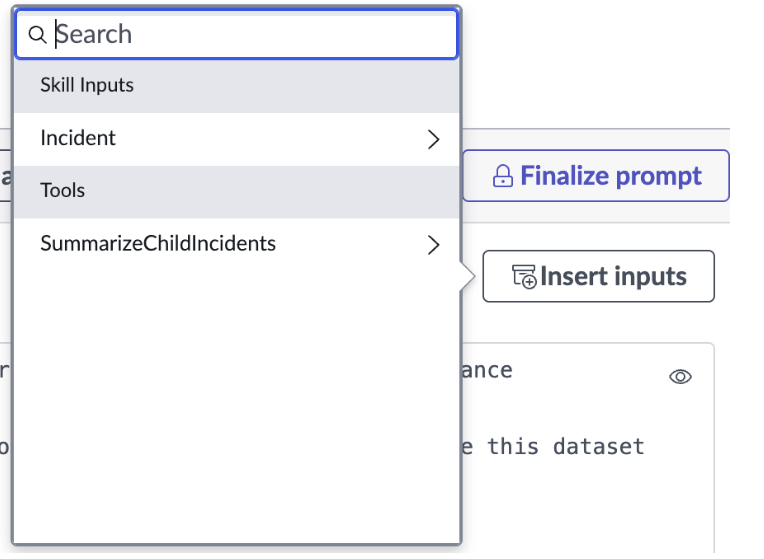 Search
Skill Inputs
Incident
Tools
SummarizeChildIncidents
Finalize prompt
Insert inputs
ance
e this dataset